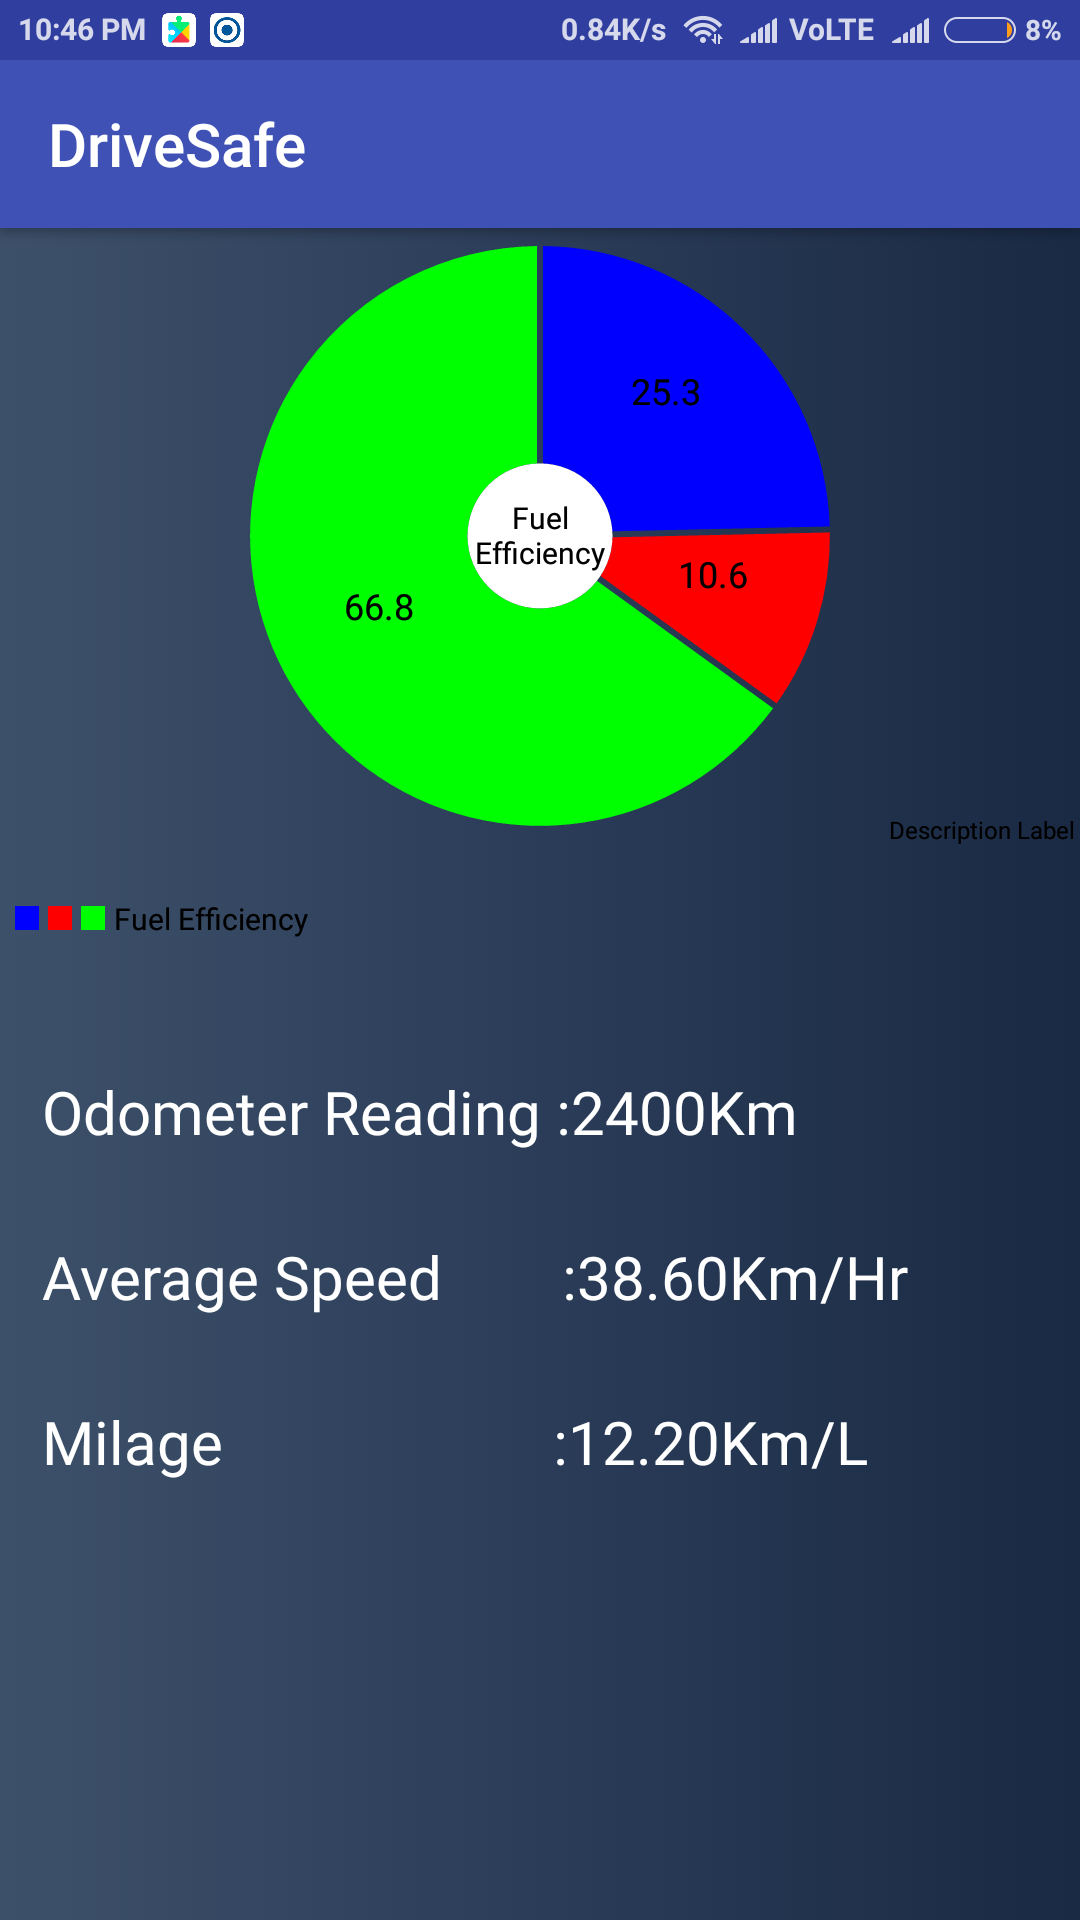 10:46 PM 0.84K/s VoLTE 8%
DriveSafe
25.3
Fuel
Efficiency
10.6
66.8
Description Label
Fuel Efficiency
Odometer Reading :2400Km
Average Speed :38.60Km/Hr
Milage :12.20Km/L